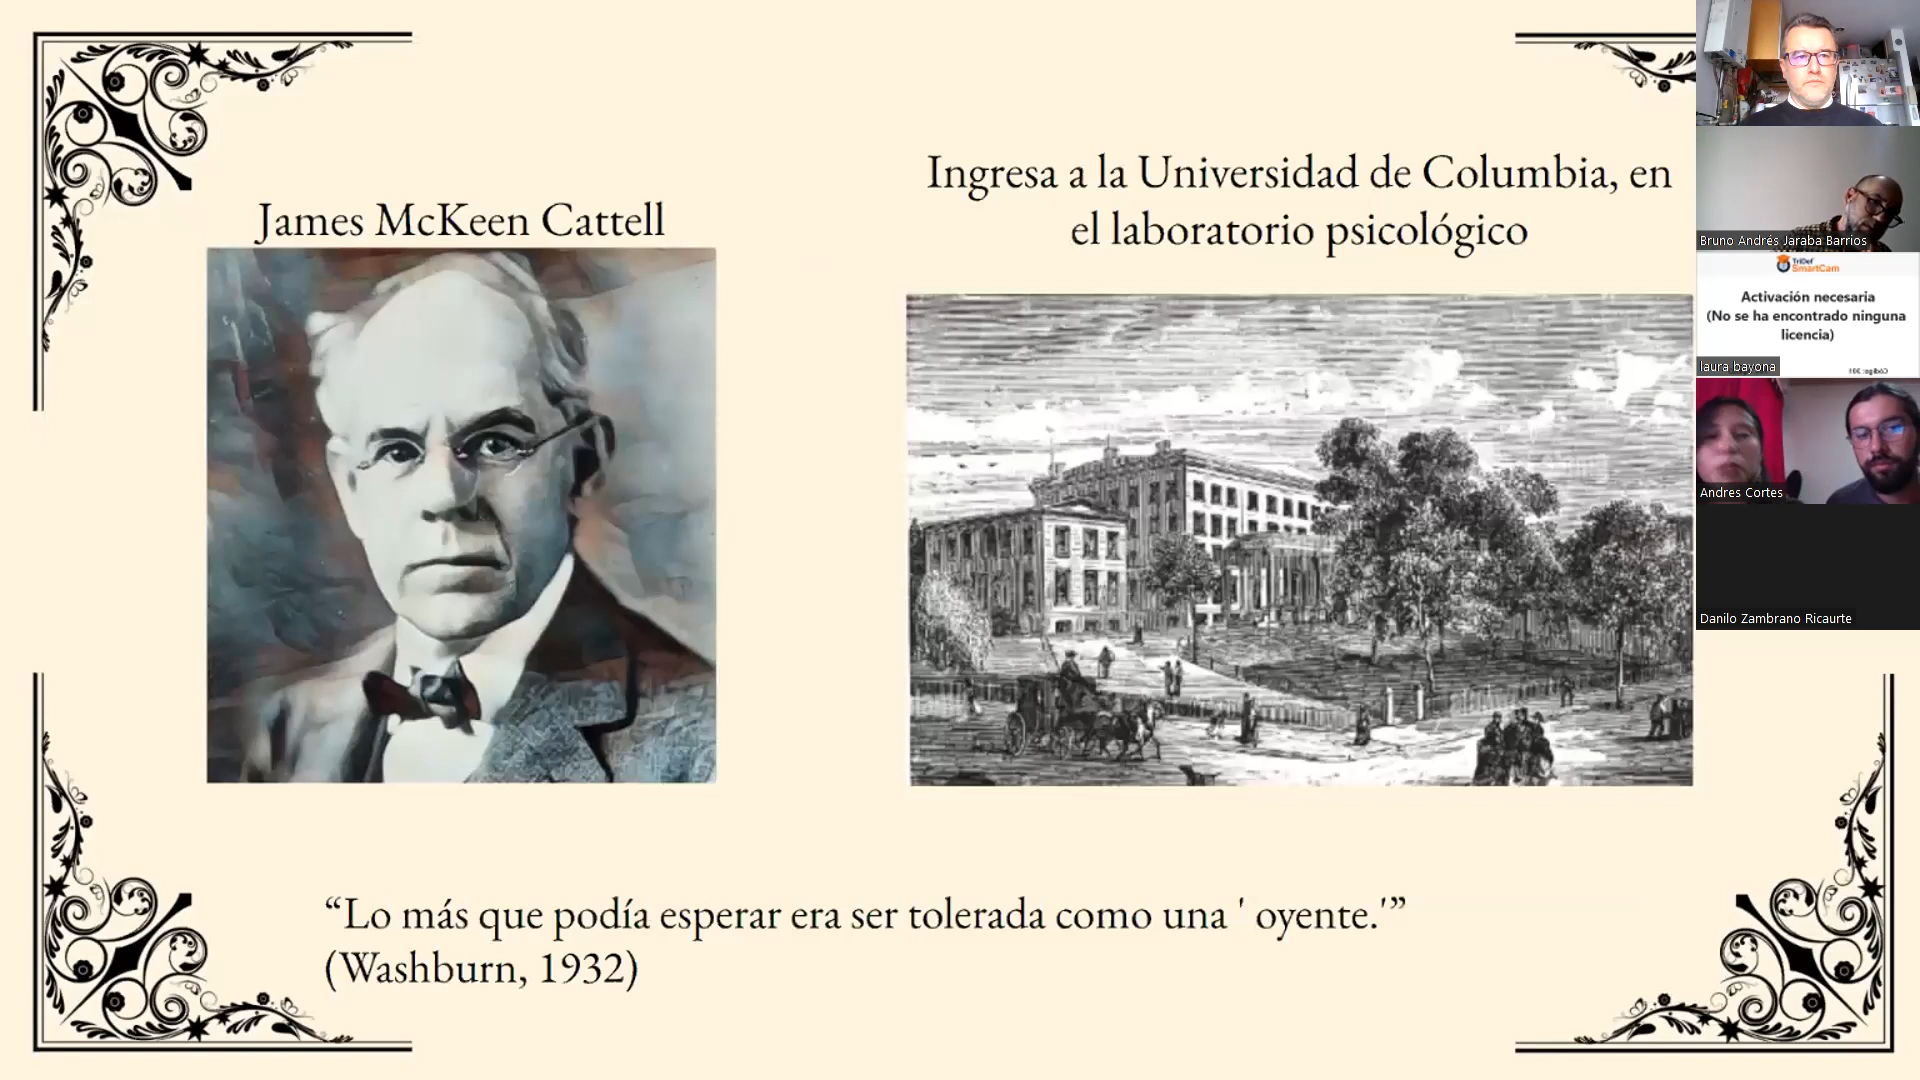 James McKeen Cattell
Ingresa a la Universidad de Columbia, en
el laboratorio psicológico
“Lo más que podía esperar era ser tolerada como una ' oyente.'”
(Washburn, 1932)
Bruno Andrés Jaraba Barrios
TriDef
SmartCam
Activación necesaria
(No se ha encontrado ninguna
licencia)
laura bayona
Andres Cortes
Danilo Zambrano Ricaurte